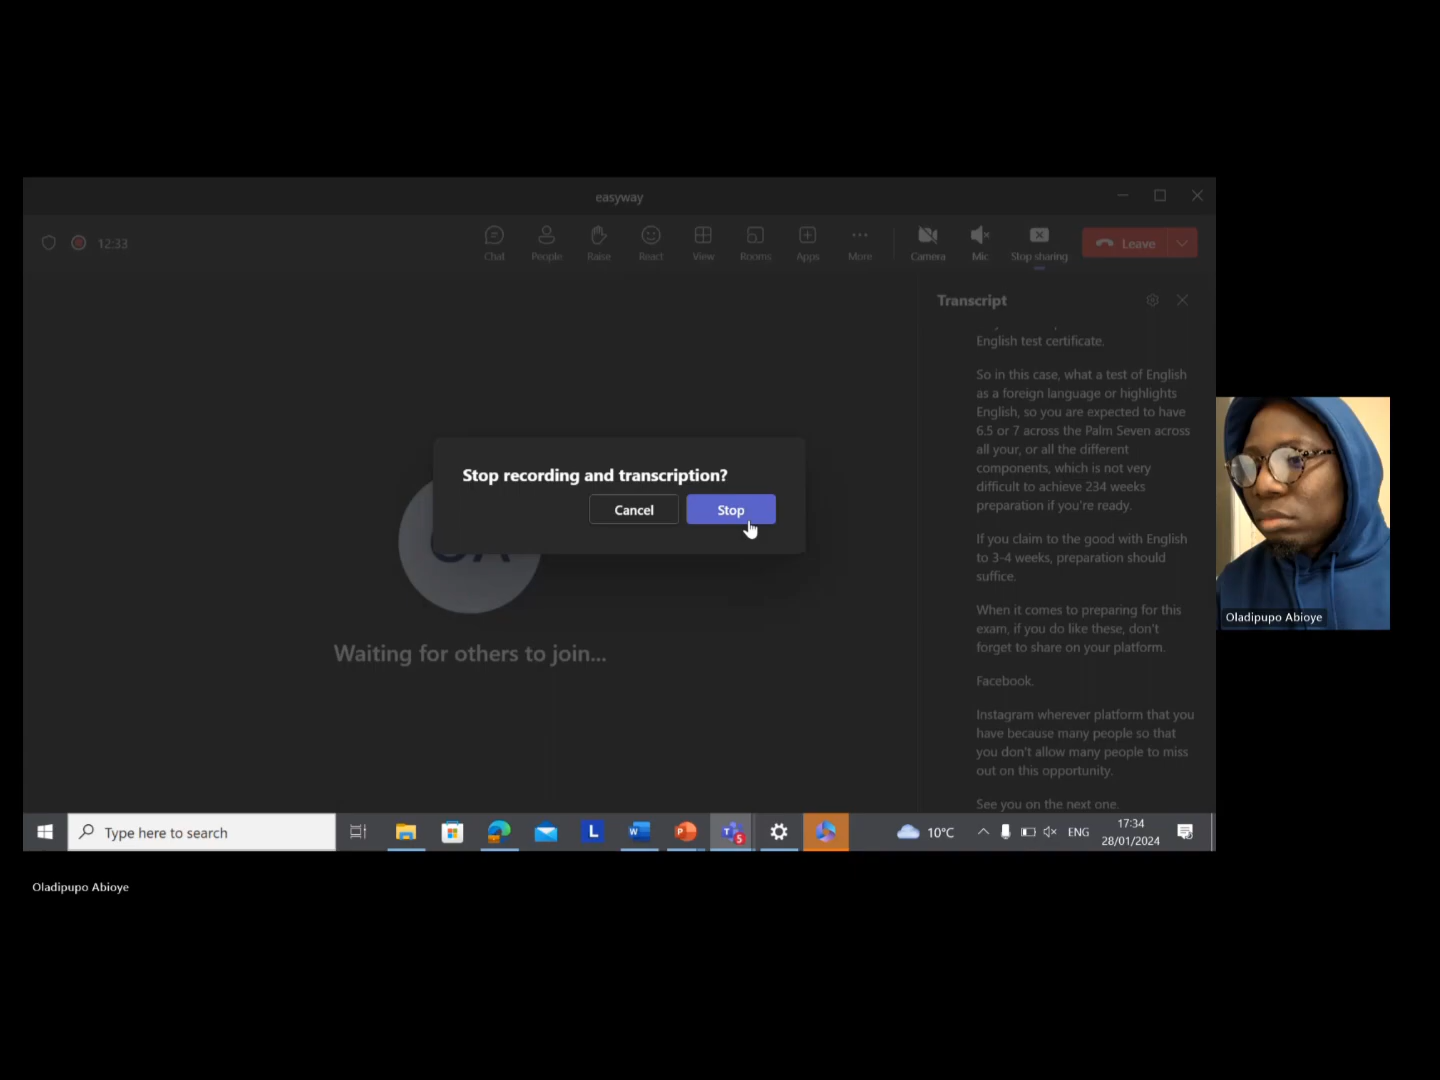 easyway
12:33
Chat People Raise React View Rooms Apps More Camera Mic Stop sharing Leave
Transcript
English test certificate.
So in this case, what a test of English
as a foreign language or highlights
English, so you are expected to have
6.5 or 7 across the Palm Seven across
all your, or all the different
components, which is not very
difficult to achieve 234 weeks
preparation if you're ready.
If you claim to the good with English
to 3-4 weeks, preparation should
suffice.
When it comes to preparing for this
exam, if you do like these, don't
forget to share on your platform.
Facebook.
Instagram wherever platform that you
have because many people so that
you don't allow many people to miss
out on this opportunity.
See you on the next one.
Stop recording and transcription?
Cancel Stop
Waiting for others to join...
Oladipupo Abioye
Type here to search
L
10°C
ENG
17:34
28/01/2024
Oladipupo Abioye